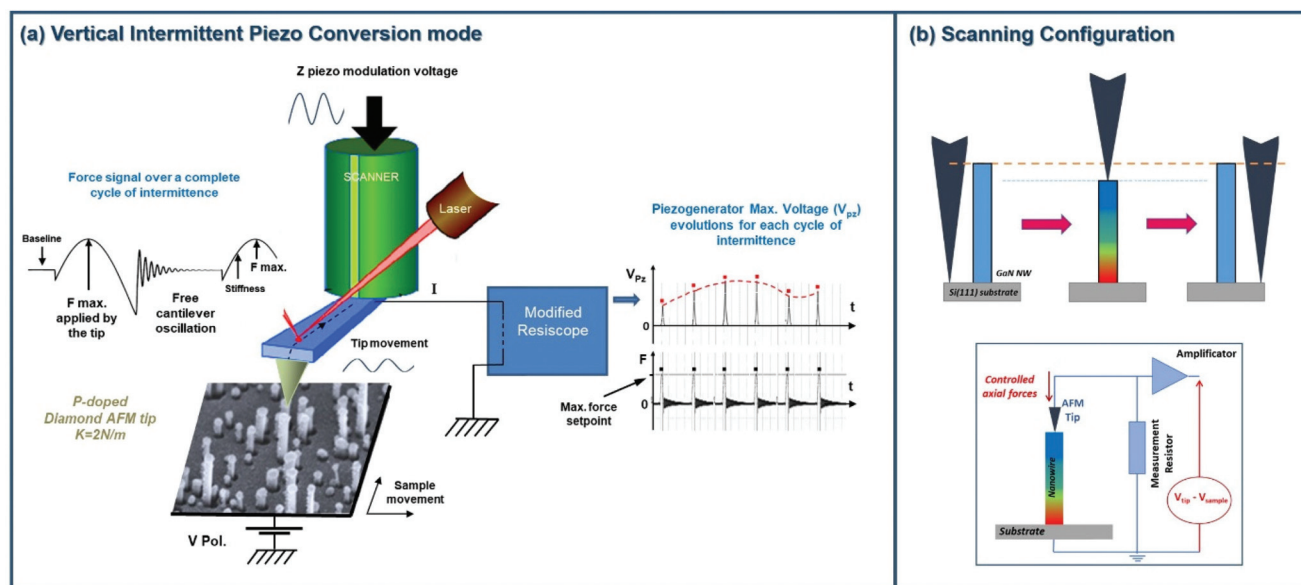 (a) Vertical Intermittent Piezo Conversion mode
Z piezo modulation voltage
Force signal over a complete
cycle of intermittence
SCANNER
Laser
Baseline
F max.
Stiffness
F max.
applied by
the tip
Free
cantilever
oscillation
I
Modified
Resiscope
Tip movement
P-doped
Diamond AFM tip
K=2N/m
Sample
movement
V Pol.
Piezogenerator Max. Voltage (Vpz)
evolutions for each cycle of
intermittence
VPz
t
0
F
t
0
Max. force
setpoint
(b) Scanning Configuration
GaN NW
Si(111) substrate
Amplificator
Controlled
axial forces
AFM
Tip
Nanowire
Measurement
Resistor
Vtip - Vsample
Substrate